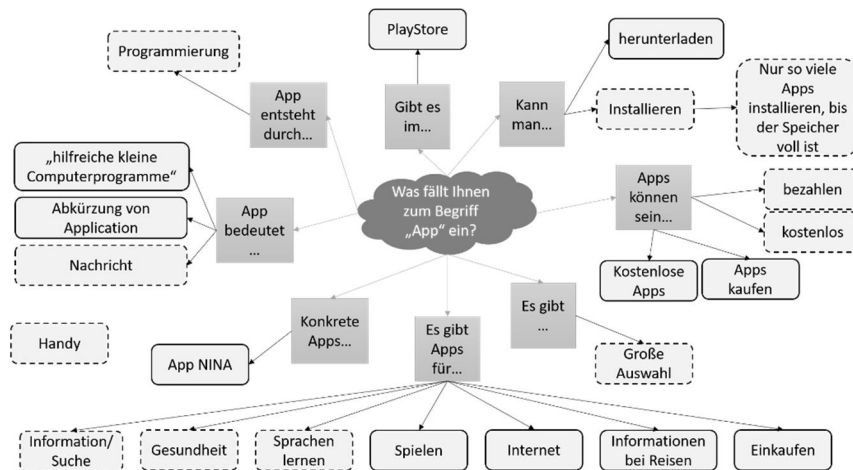 PlayStore
Programmierung
herunterladen
App
entsteht
durch...
Gibt es
im...
Kann
man...
Installieren
Nur so viele
Apps
installieren, bis
der Speicher
voll ist
„hilfreiche kleine
Computerprogramme“
Abkürzung von
Application
Nachricht
App
bedeutet
...
Was fällt Ihnen
zum Begriff
„App“ ein?
Apps
können
sein...
bezahlen
kostenlos
Kostenlose
Apps
Apps
kaufen
Handy
Konkrete
Apps...
App NINA
Es gibt
Apps
für...
Es gibt
...
Große
Auswahl
Information/
Suche
Gesundheit
Sprachen
lernen
Spielen
Internet
Informationen
bei Reisen
Einkaufen